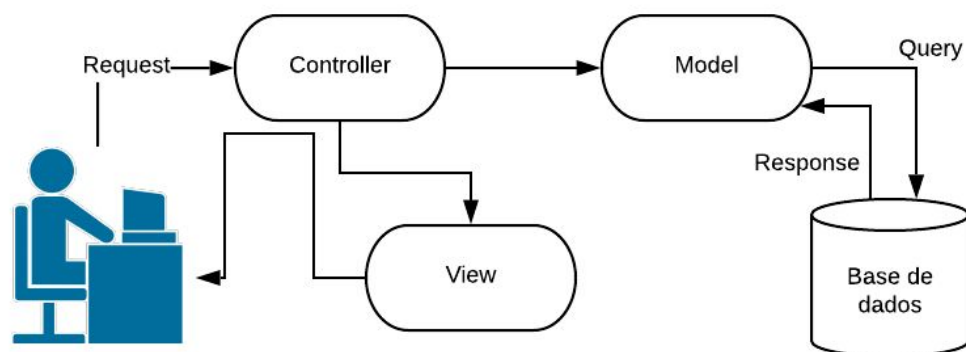 Request
Controller
Model
Query
Response
View
Base de
dados